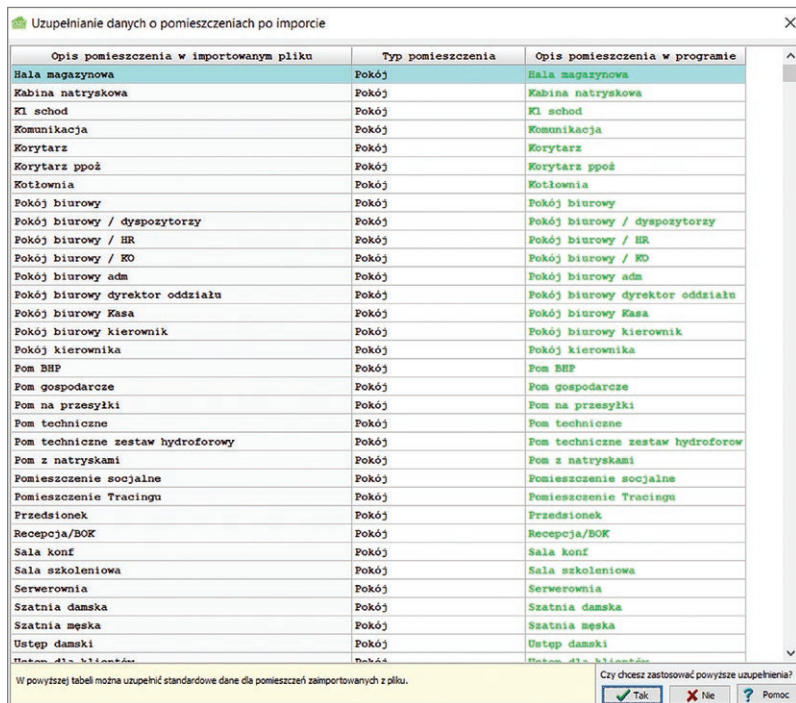 Uzupełnianie danych o pomieszczeniach po imporcie
Opis pomieszczenia w importowanym pliku Typ pomieszczenia Opis pomieszczenia w programie
Hala magazynowa Pokój Hala magazynowa
Kabina natryskowa Pokój Kabina natryskowa
Kl schod Pokój Kl schod
Komunikacja Pokój Komunikacja
Korytarz Pokój Korytarz
Korytarz ppoż Pokój Korytarz ppoż
Kotłownia Pokój Kotłownia
Pokój biurowy Pokój Pokój biurowy
Pokój biurowy / dyspozytorzy Pokój Pokój biurowy / dyspozytorzy
Pokój biurowy / HR Pokój Pokój biurowy / HR
Pokój biurowy / KO Pokój Pokój biurowy / KO
Pokój biurowy adm Pokój Pokój biurowy adm
Pokój biurowy dyrektor oddziału Pokój Pokój biurowy dyrektor oddziału
Pokój biurowy Kasa Pokój Pokój biurowy Kasa
Pokój biurowy kierownik Pokój Pokój biurowy kierownik
Pokój kierownika Pokój Pokój kierownika
Pom BHP Pokój Pom BHP
Pom gospodarcze Pokój Pom gospodarcze
Pom na przesyłki Pokój Pom na przesyłki
Pom techniczne Pokój Pom techniczne
Pom techniczne zestaw hydroforowy Pokój Pom techniczne zestaw hydroforow
Pom z natryskami Pokój Pom z natryskami
Pomieszczenie socjalne Pokój Pomieszczenie socjalne
Pomieszczenie Tracingu Pokój Pomieszczenie Tracingu
Przedsionek Pokój Przedsionek
Recepcja/BOK Pokój Recepcja/BOK
Sala konf Pokój Sala konf
Sala szkoleniowa Pokój Sala szkoleniowa
Serwerownia Pokój Serwerownia
Szatnia damska Pokój Szatnia damska
Szatnia męska Pokój Szatnia męska
Ustęp damski Pokój Ustęp damski
Ustęp dla klientów Pokój Ustęp dla klientów
W powyższej tabeli można uzupełnić standardowe dane dla pomieszczeń zaimportowanych z pliku.
Czy chcesz zastosować powyższe uzupełnienia?
Tak Nie ? Pomoc